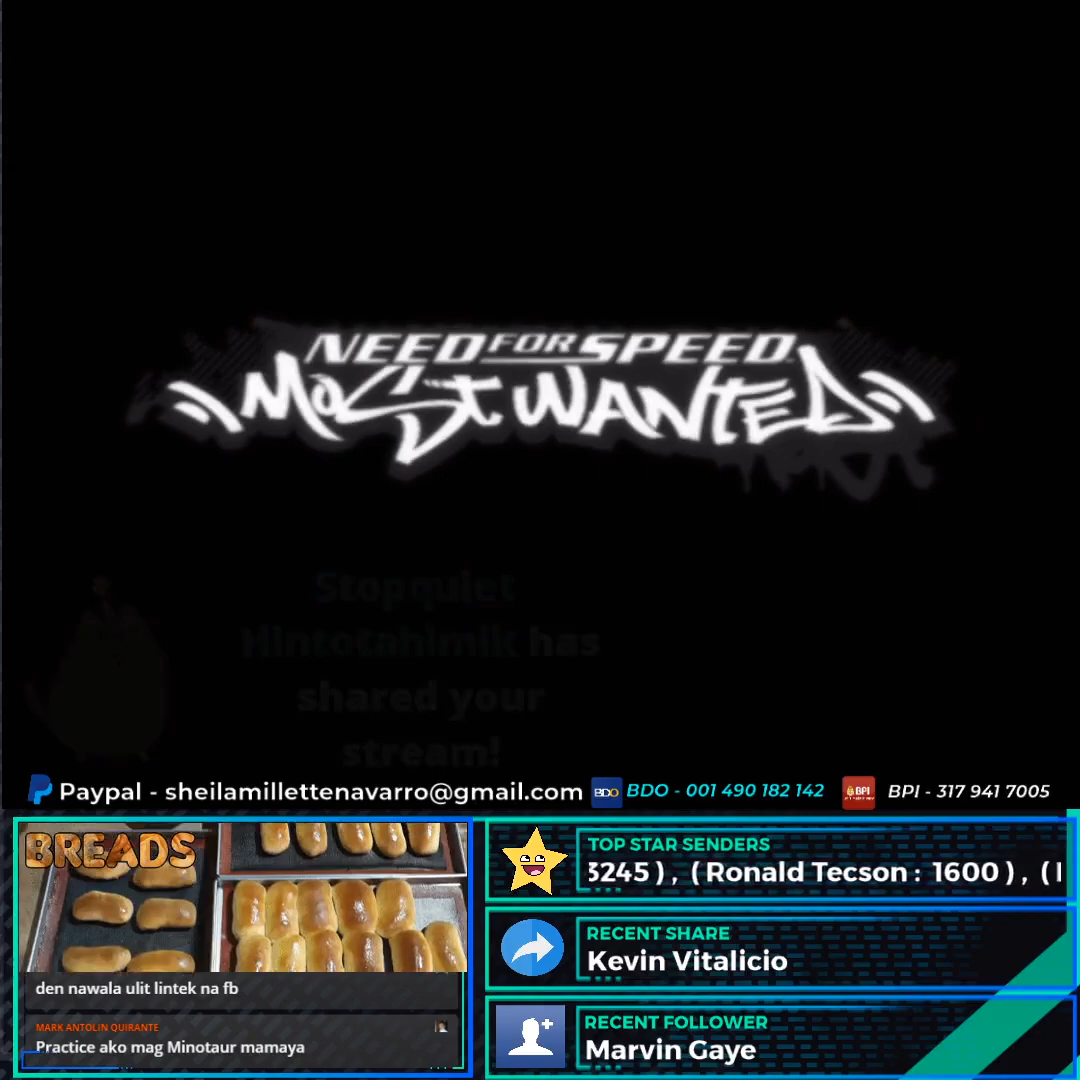 NEED FOR SPEED
MOST WANTED
Stopquiet
Hintotahimik has
shared your
stream!
Paypal - sheilamillettenavarro@gmail.com
BDO
BDO - 001 490 182 142
BPI
BPI - 317 941 7005
BREADS
den nawala ulit lintek na fb
MARK ANTOLIN QUIRANTE
Practice ako mag Minotaur mamaya
TOP STAR SENDERS
3245 ) , ( Ronald Tecson : 1600 ) , (
RECENT SHARE
Kevin Vitalicio
RECENT FOLLOWER
Marvin Gaye